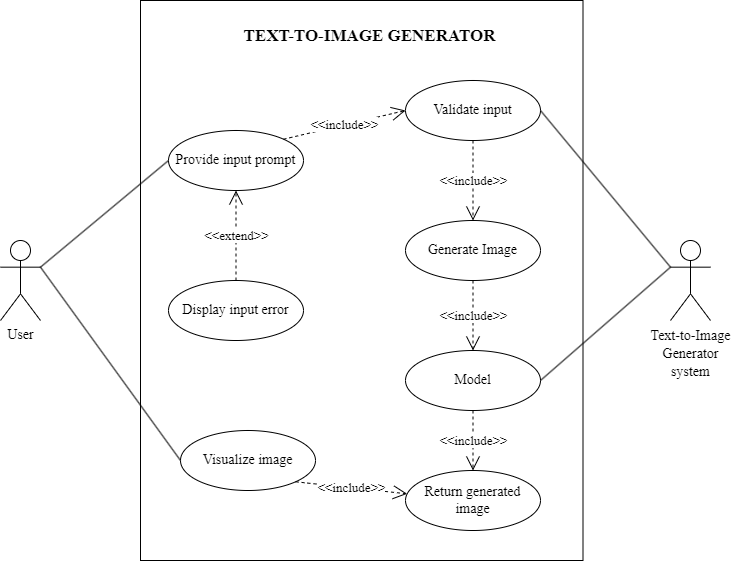 TEXT-TO-IMAGE GENERATOR
Validate input
<<include>>
Provide input prompt
<<include>>
<<extend>>
Generate Image
Display input error
<<include>>
User
Text-to-Image
Generator
system
Model
<<include>>
Visualize image
<<include>>
Return generated
image